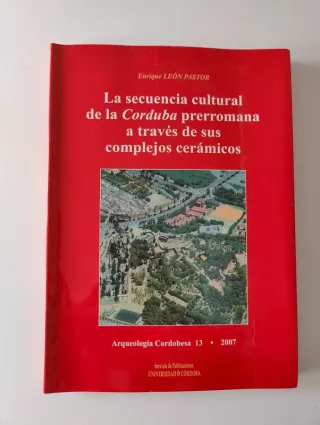 Enrique LEÓN PASTOR
La secuencia cultural
de la Corduba prerromana
a través de sus
complejos cerámicos
Arqueología Cordobesa 13 • 2007
Servicio de Publicaciones
UNIVERSIDAD DE CÓRDOBA